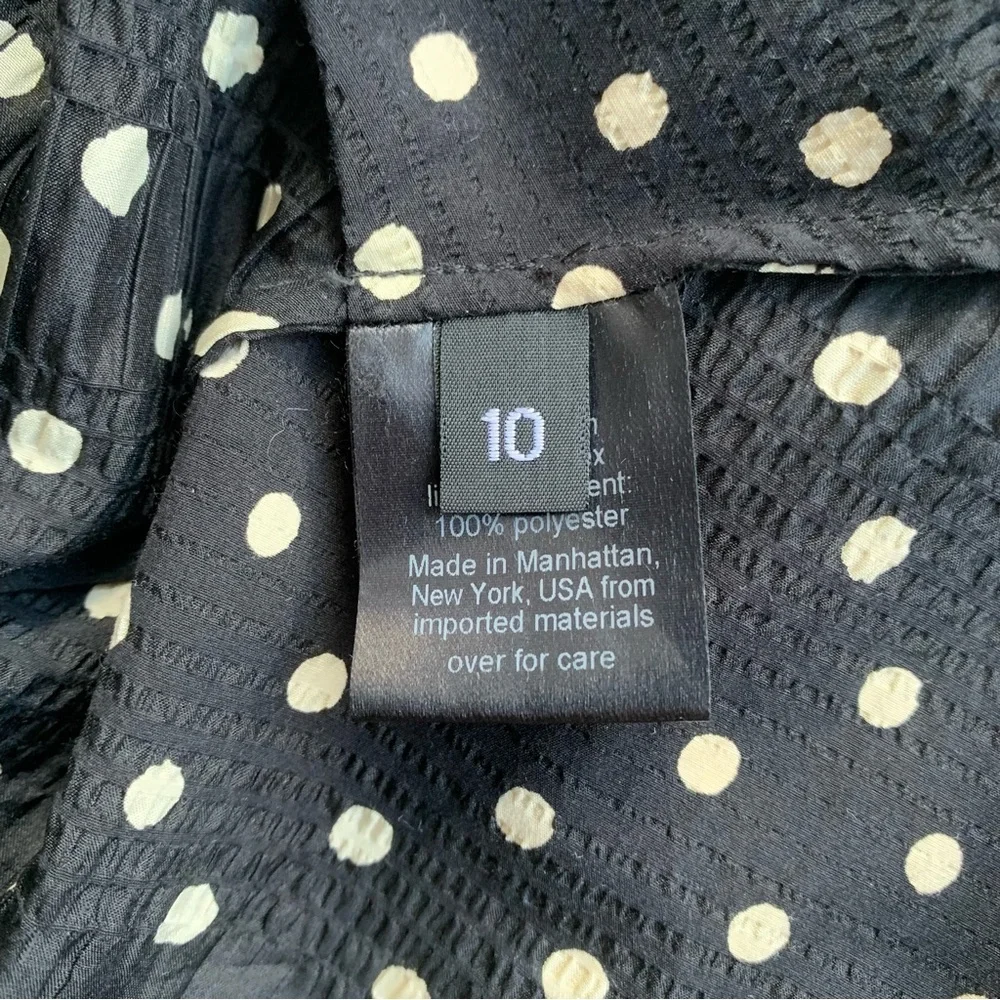 10
100% polyester
Made in Manhattan,
New York, USA from
imported materials
over for care